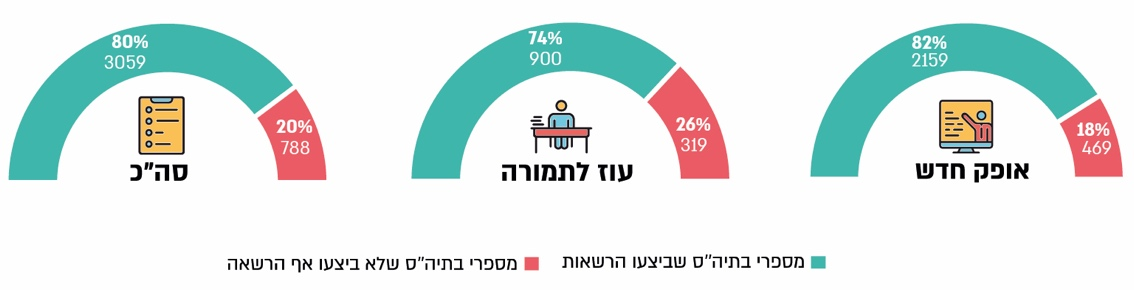 82%
2159
18%
469
אופק חדש
74%
900
26%
319
עוז לתמורה
80%
3059
20%
788
סה"כ
מספרי בתיה"ס שביצעו הרשאות
מספרי בתיה"ס שלא ביצעו אף הרשאה